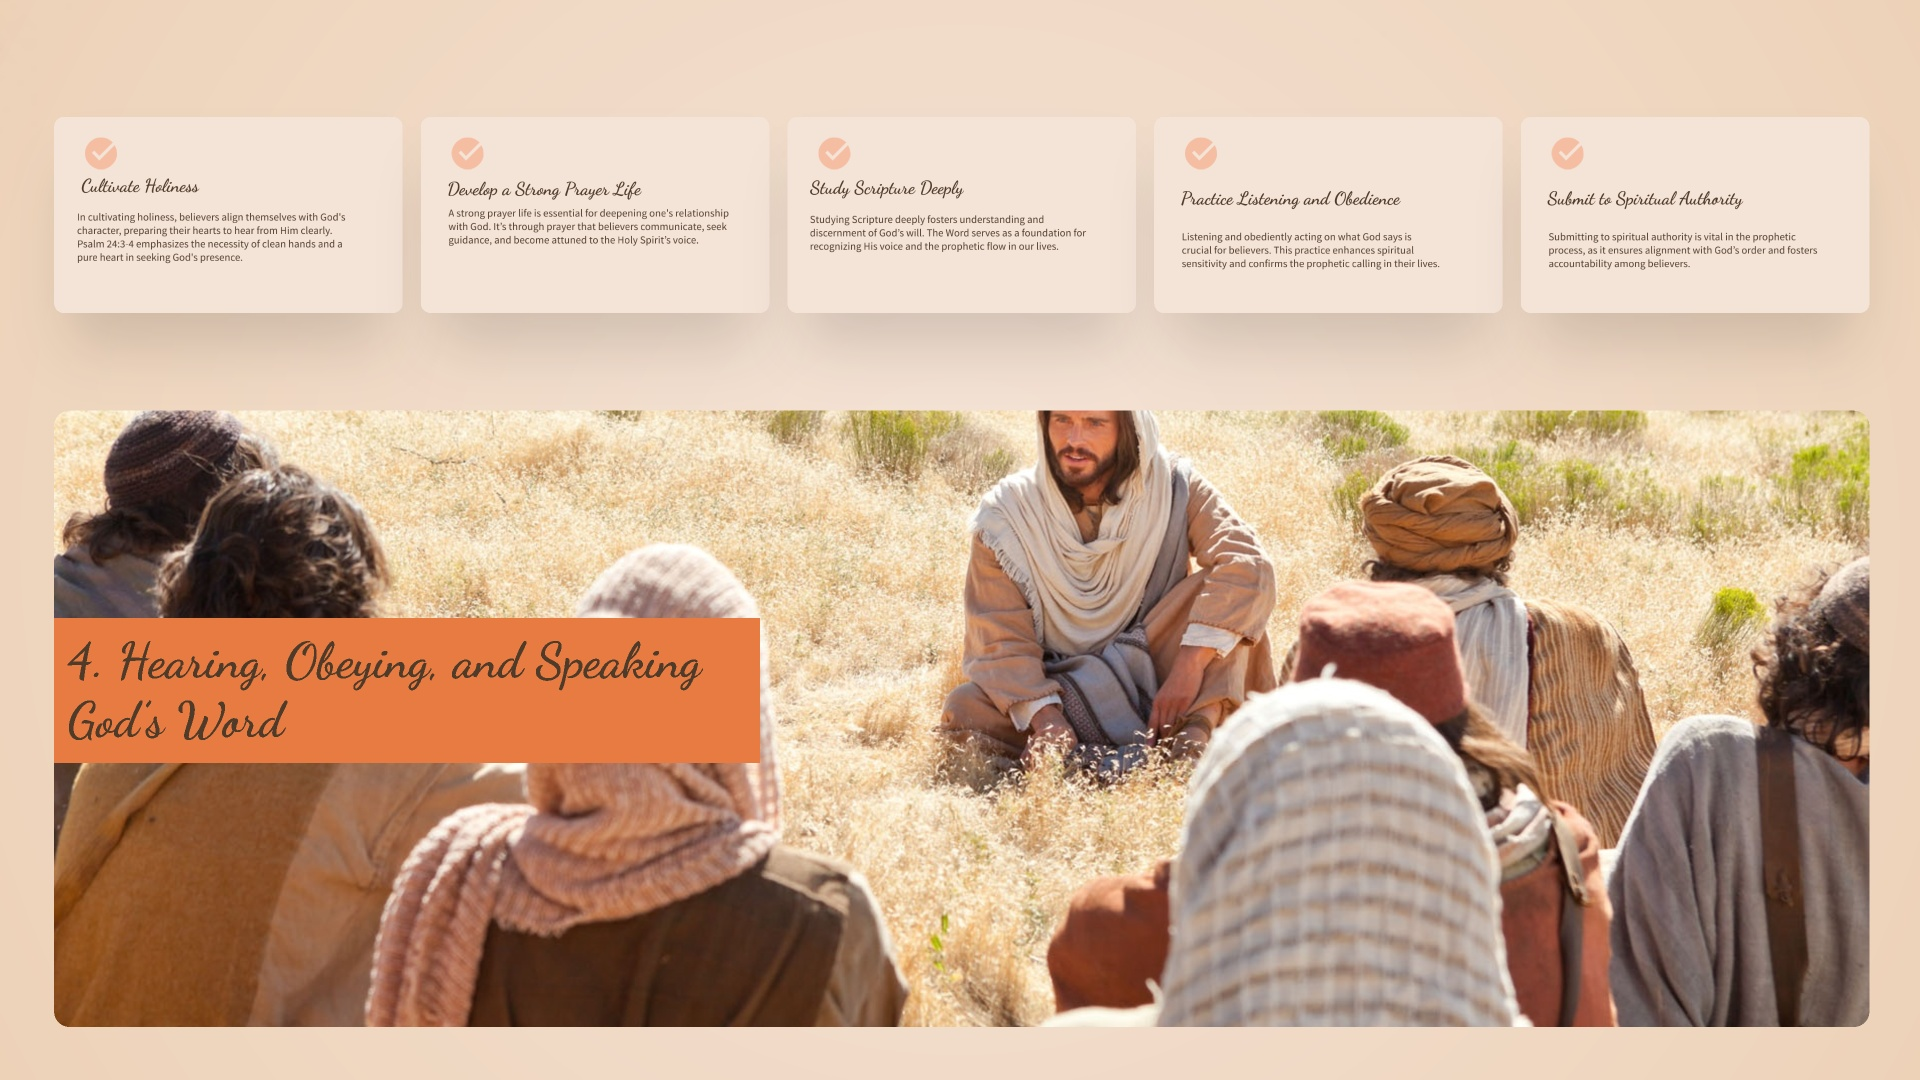 Cultivate Holiness
In cultivating holiness, believers align themselves with God's
character, preparing their hearts to hear from Him clearly.
Psalm 24:3-4 emphasizes the necessity of clean hands and a
pure heart in seeking God's presence.
Develop a Strong Prayer Life
A strong prayer life is essential for deepening one's relationship
with God. It's through prayer that believers communicate, seek
guidance, and become attuned to the Holy Spirit's voice.
Study Scripture Deeply
Studying Scripture deeply fosters understanding and
discernment of God's will. The Word serves as a foundation for
recognizing His voice and the prophetic flow in our lives.
Practice Listening and Obedience
Listening and obediently acting on what God says is
crucial for believers. This practice enhances spiritual
sensitivity and confirms the prophetic calling in their lives.
Submit to Spiritual Authority
Submitting to spiritual authority is vital in the prophetic
process, as it ensures alignment with God's order and fosters
accountability among believers.
4. Hearing, Obeying, and Speaking
God's Word